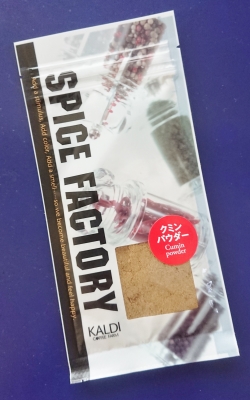 SPICE FACTORY
クミン
パウダー
Cumin
powder
KALDI
COFFEE FARM